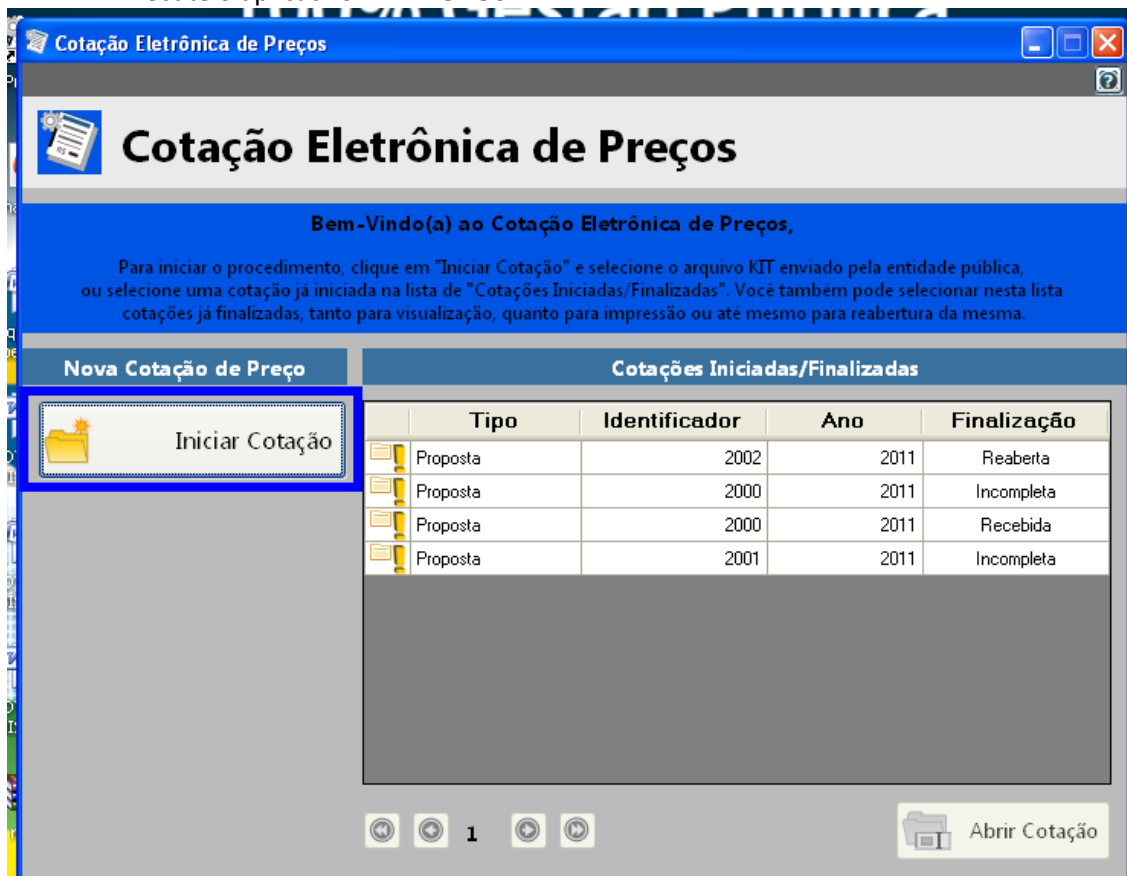 100% Gestão Pública
Cotação Eletrônica de Preços
Cotação Eletrônica de Preços
Bem-Vindo(a) ao Cotação Eletrônica de Preços,
Para iniciar o procedimento, clique em "Iniciar Cotação" e selecione o arquivo KIT enviado pela entidade pública,
ou selecione uma cotação já iniciada na lista de "Cotações Iniciadas/Finalizadas". Você também pode selecionar nesta lista
cotações já finalizadas, tanto para visualização, quanto para impressão ou até mesmo para reabertura da mesma.
Nova Cotação de Preço
Cotações Iniciadas/Finalizadas
Iniciar Cotação
Tipo Identificador Ano Finalização
Proposta 2002 2011 Reaberta
Proposta 2000 2011 Incompleta
Proposta 2000 2011 Recebida
Proposta 2001 2011 Incompleta
1
Abrir Cotação